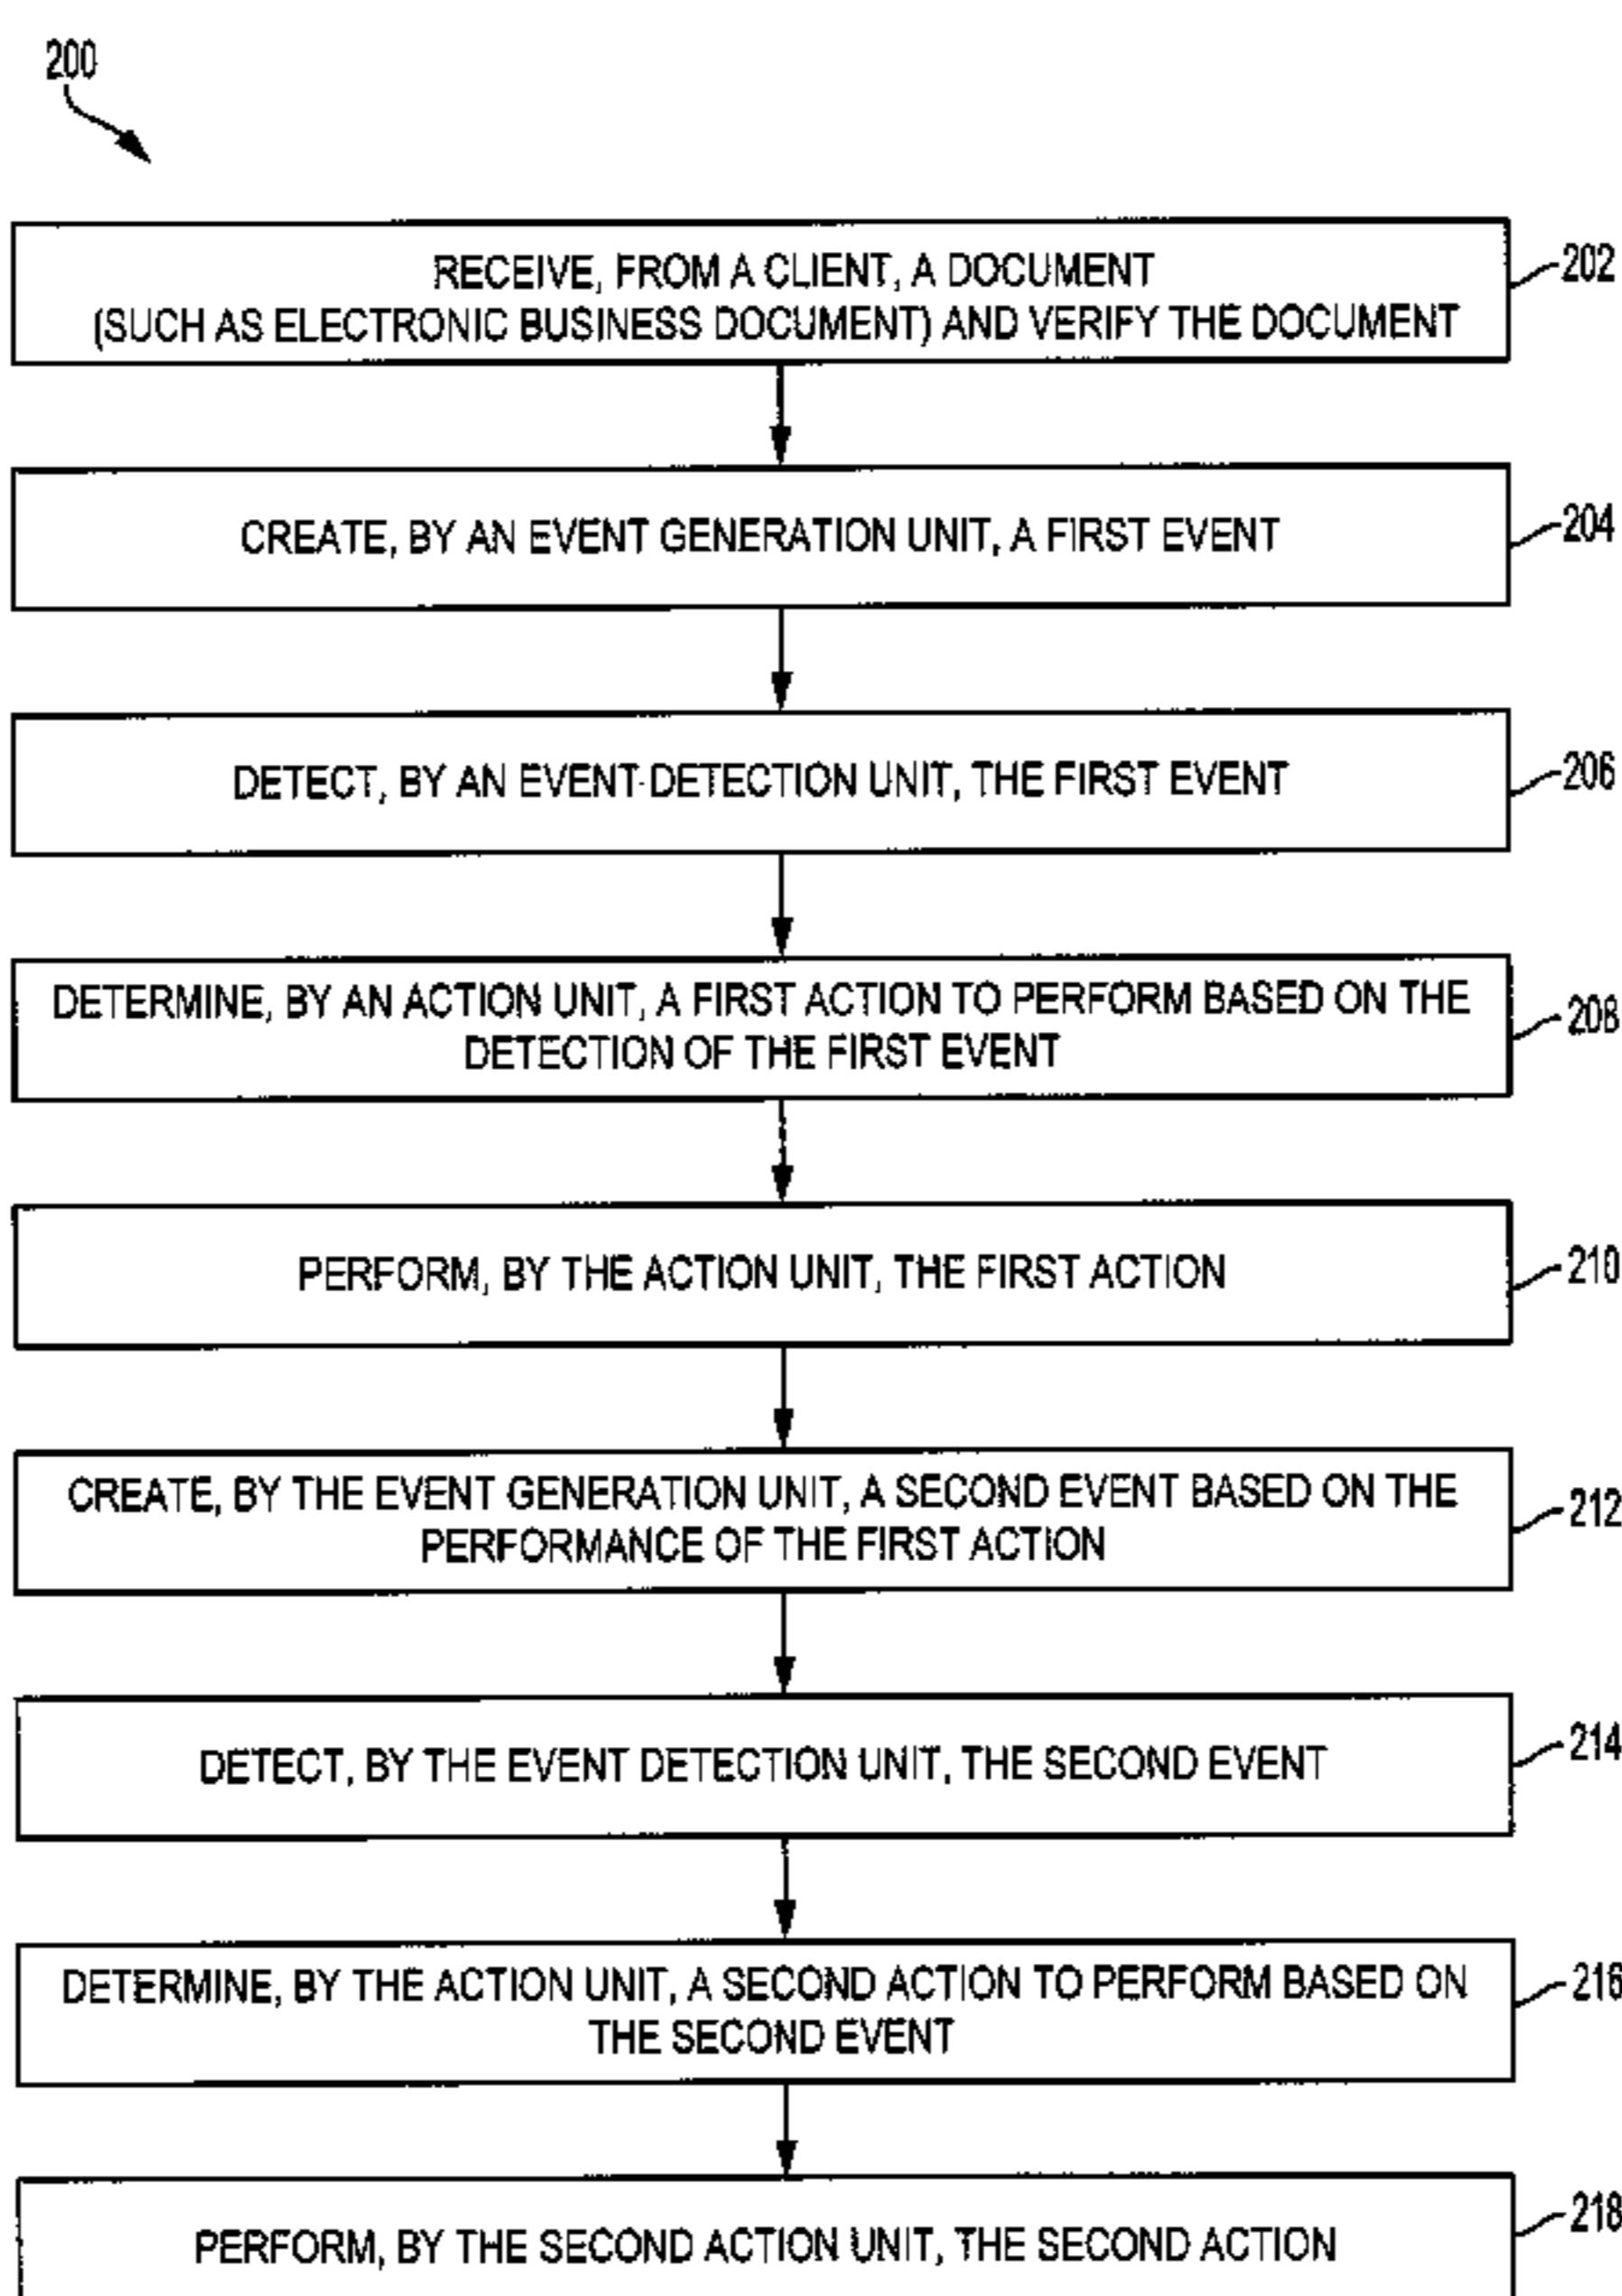 200
RECEIVE, FROM A CLIENT, A DOCUMENT
(SUCH AS ELECTRONIC BUSINESS DOCUMENT) AND VERIFY THE DOCUMENT
202
CREATE, BY AN EVENT GENERATION UNIT, A FIRST EVENT
204
DETECT, BY AN EVENT-DETECTION UNIT, THE FIRST EVENT
206
DETERMINE, BY AN ACTION UNIT, A FIRST ACTION TO PERFORM BASED ON THE
DETECTION OF THE FIRST EVENT
208
PERFORM, BY THE ACTION UNIT, THE FIRST ACTION
210
CREATE, BY THE EVENT GENERATION UNIT, A SECOND EVENT BASED ON THE
PERFORMANCE OF THE FIRST ACTION
212
DETECT, BY THE EVENT DETECTION UNIT, THE SECOND EVENT
214
DETERMINE, BY THE ACTION UNIT, A SECOND ACTION TO PERFORM BASED ON
THE SECOND EVENT
216
PERFORM, BY THE SECOND ACTION UNIT, THE SECOND ACTION
218